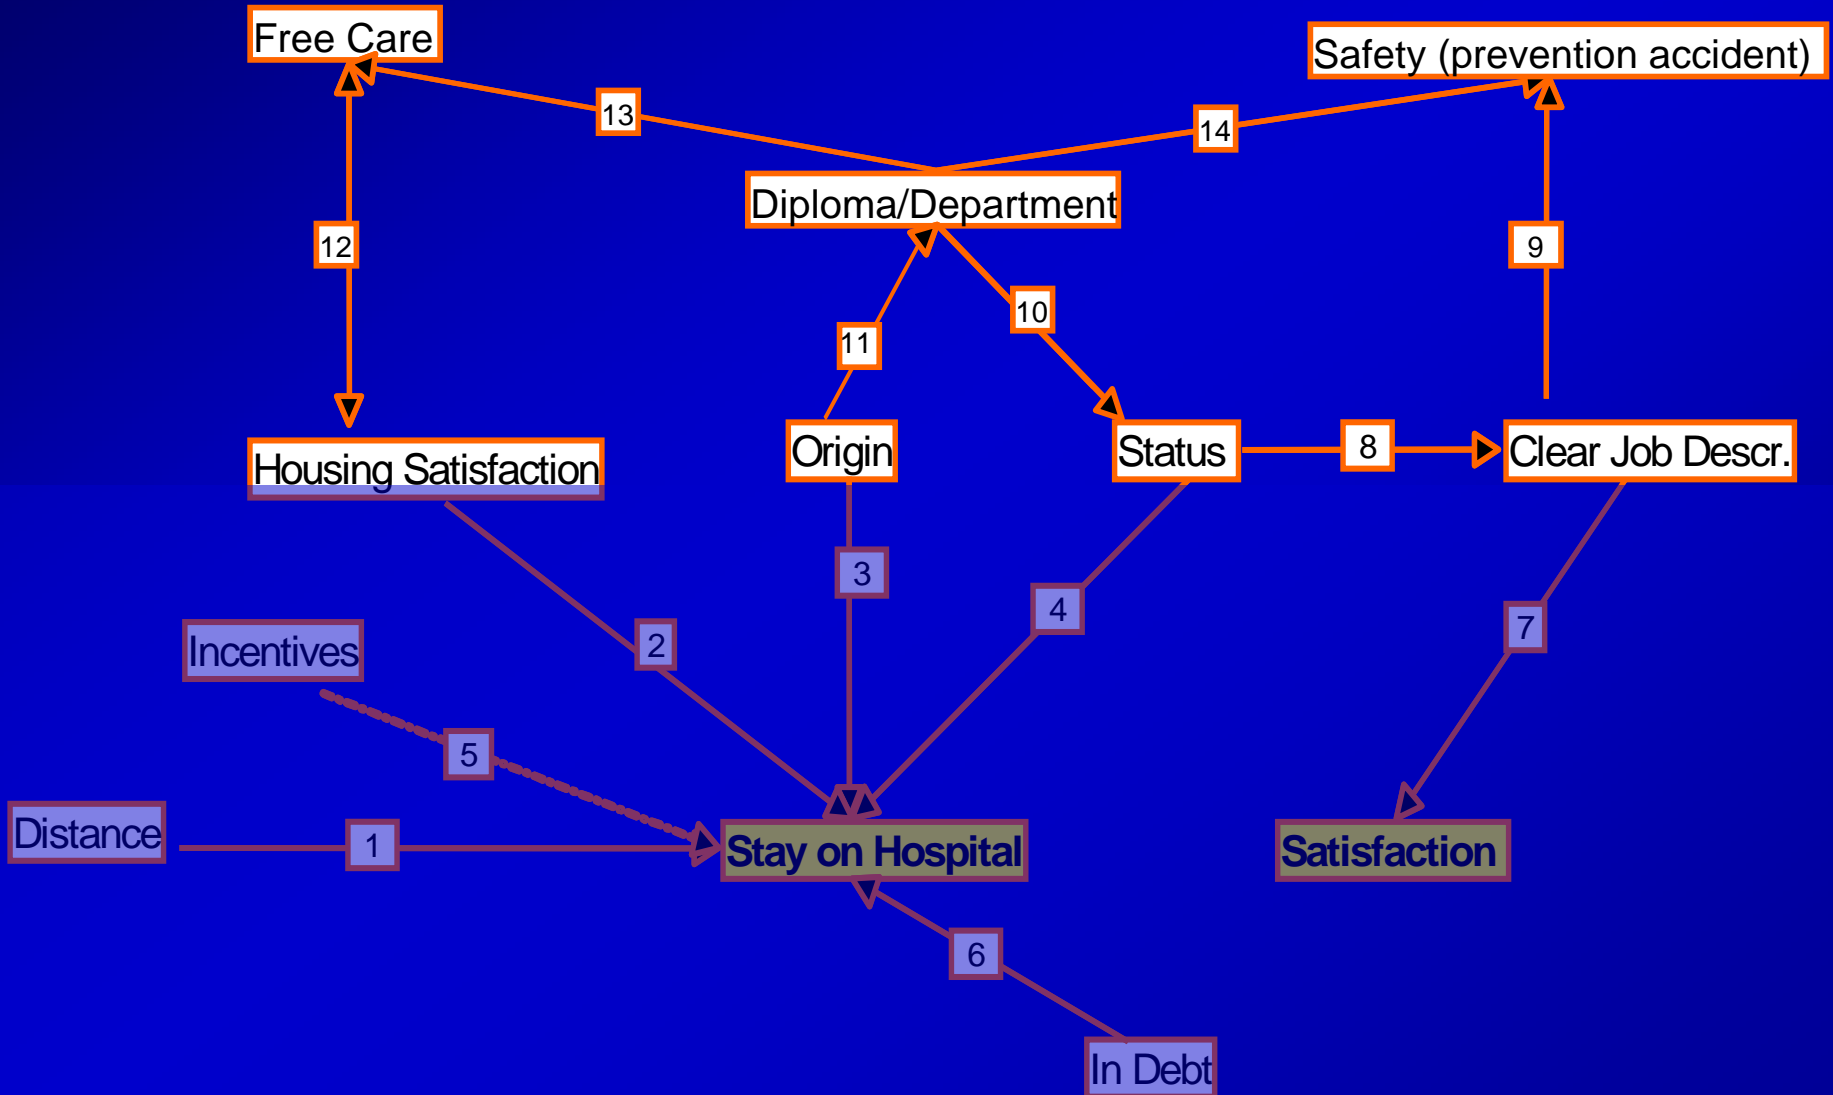 Free Care
Safety (prevention accident)
13
14
Diploma/Department
12
9
10
11
Housing Satisfaction
Origin
Status
8
Clear Job Descr.
3
4
7
2
Incentives
5
Distance
1
Stay on Hospital
Satisfaction
6
In Debt